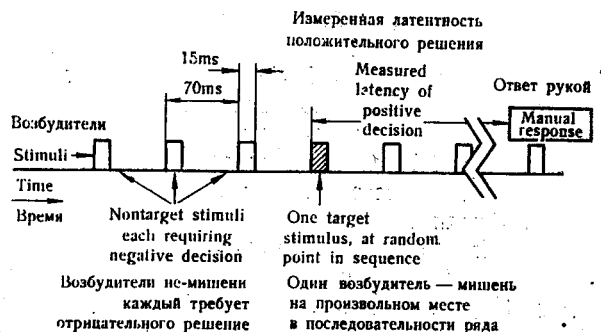 Измеренная латентность
положительного решения
15ms
Measured
latency of
positive
decision
70ms
Ответ рукой
Manual
response
Возбудители
Stimuli
Time
Время
Nontarget stimuli
each requiring
negative decision
One target
stimulus, at random
point in sequence
Возбудители не-мишени
каждый требует
отрицательного решение
Один возбудитель — мишень
на произвольном месте
в последовательности ряда